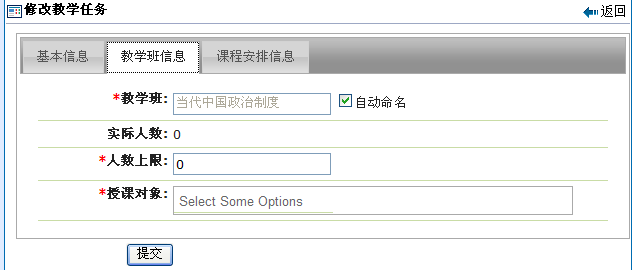 修改教学任务 返回
基本信息 教学班信息 课程安排信息
*教学班: 当代中国政治制度 自动命名
实际人数: 0
*人数上限: 0
*授课对象: Select Some Options
提交